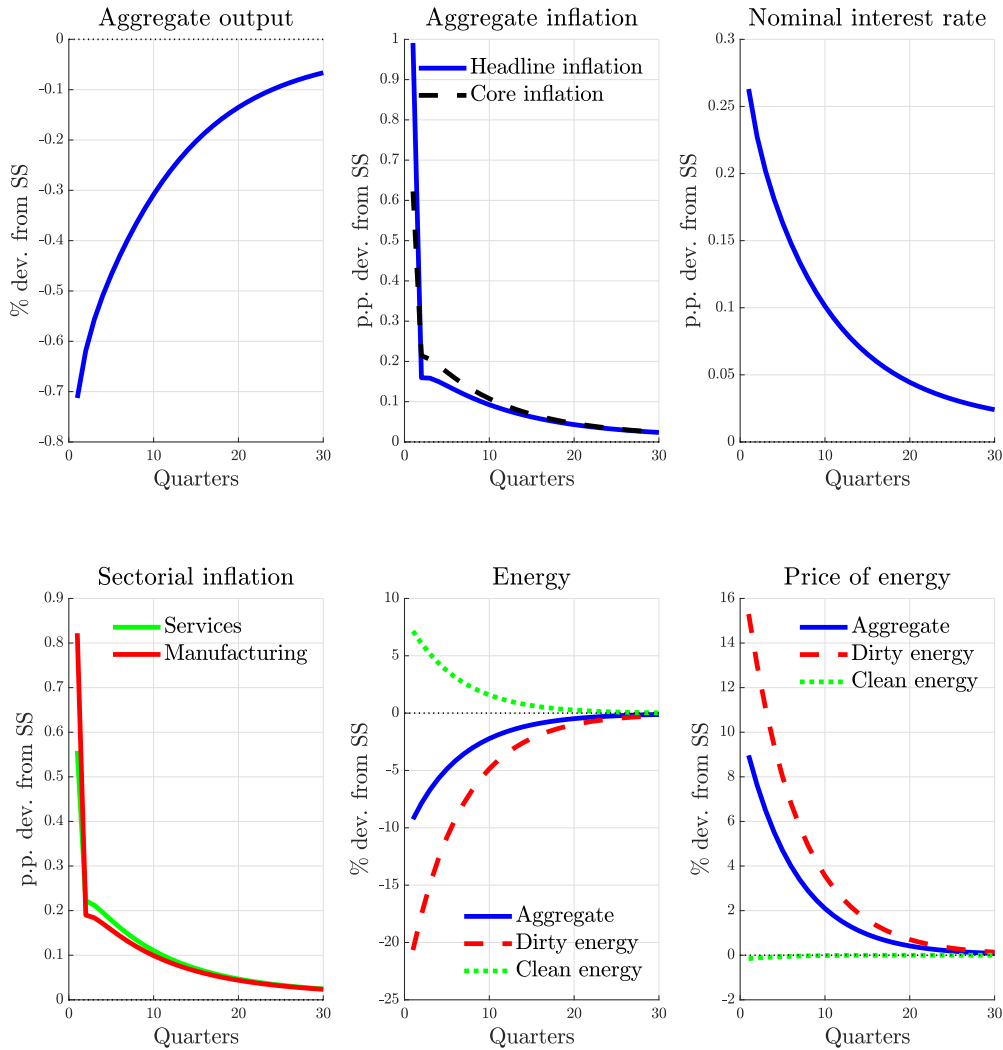 Aggregate output
% dev. from SS
0
-0.1
-0.2
-0.3
-0.4
-0.5
-0.6
-0.7
-0.8
0 10 20 30
Quarters
Aggregate inflation
p.p. dev. from SS
1
0.9
0.8
0.7
0.6
0.5
0.4
0.3
0.2
0.1
0
Headline inflation
Core inflation
0 10 20 30
Quarters
Nominal interest rate
p.p. dev. from SS
0.3
0.25
0.2
0.15
0.1
0.05
0
0 10 20 30
Quarters
Sectorial inflation
p.p. dev. from SS
0.9
0.8
0.7
0.6
0.5
0.4
0.3
0.2
0.1
0
Services
Manufacturing
0 10 20 30
Quarters
Energy
% dev. from SS
10
5
0
-5
-10
-15
-20
-25
Aggregate
Dirty energy
Clean energy
0 10 20 30
Quarters
Price of energy
% dev. from SS
16
14
12
10
8
6
4
2
0
-2
Aggregate
Dirty energy
Clean energy
0 10 20 30
Quarters